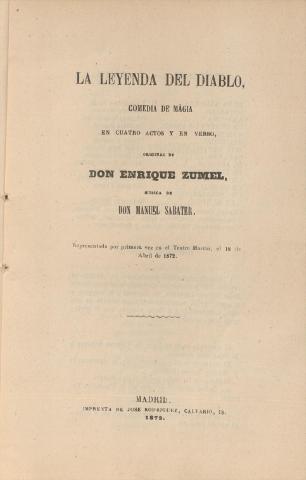 LA LEYENDA DEL DIABLO,
COMEDIA DE MÁGIA
EN CUATRO ACTOS Y EN VERSO,
ORIGINAL DE
DON ENRIQUE ZUMEL,
MUSICA DE
DON MANUEL SABATER.
Representada por primera vez en el Teatro Martin, el 18 de
Abril de 1872.
MADRID.
IMPRENTA DE JOSÉ RODRIGUEZ, CALVARIO, 18.
1872.